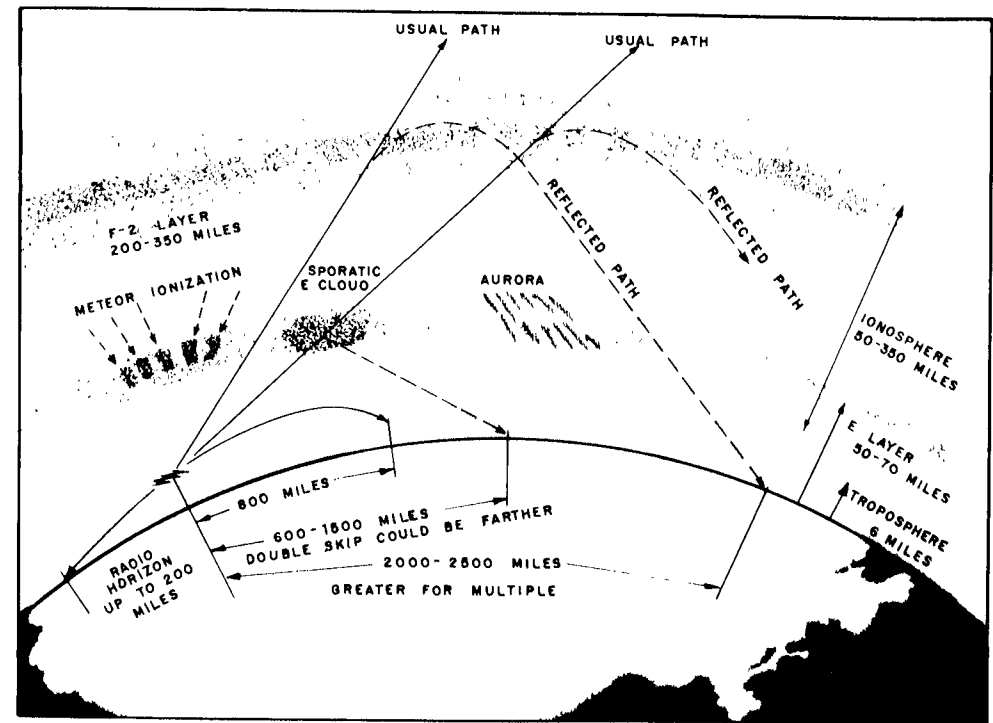 USUAL PATH
USUAL PATH
F-2 LAYER
200-350 MILES
METEOR IONIZATION
SPORATIC
E CLOUD
AURORA
REFLECTED PATH
REFLECTED PATH
IONOSPHERE
50-350 MILES
E LAYER
50-70 MILES
TROPOSPHERE
6 MILES
800 MILES
600-1500 MILES
DOUBLE SKIP COULD BE FARTHER
2000-2500 MILES
GREATER FOR MULTIPLE
RADIO
HORIZON
UP TO 200
MILES